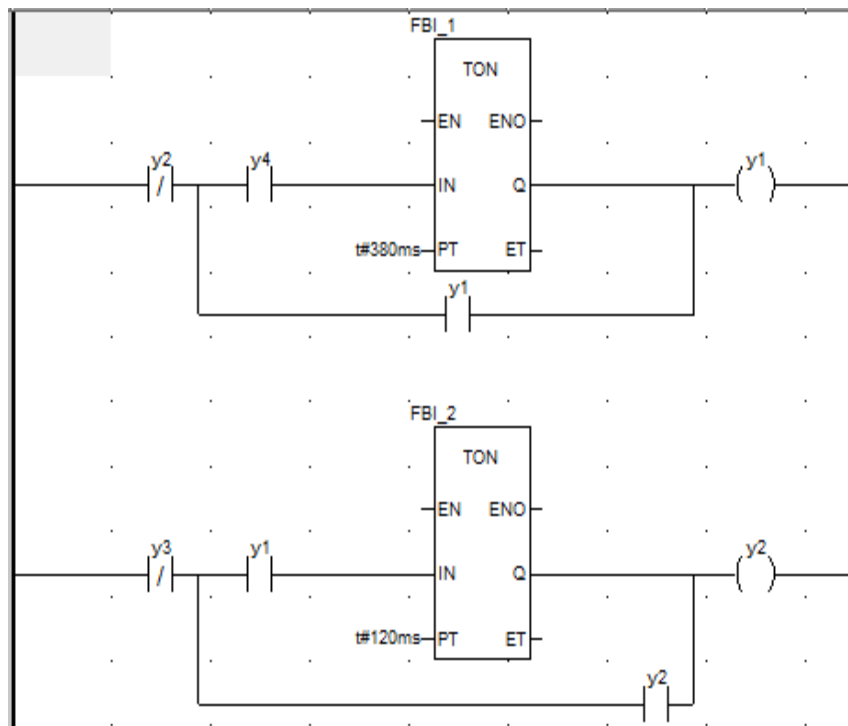 FBI_1
TON
EN ENO
y2 y4 y1
/
IN Q
t#380ms PT ET
y1
FBI_2
TON
EN ENO
y3 y1 y2
/
IN Q
t#120ms PT ET
y2